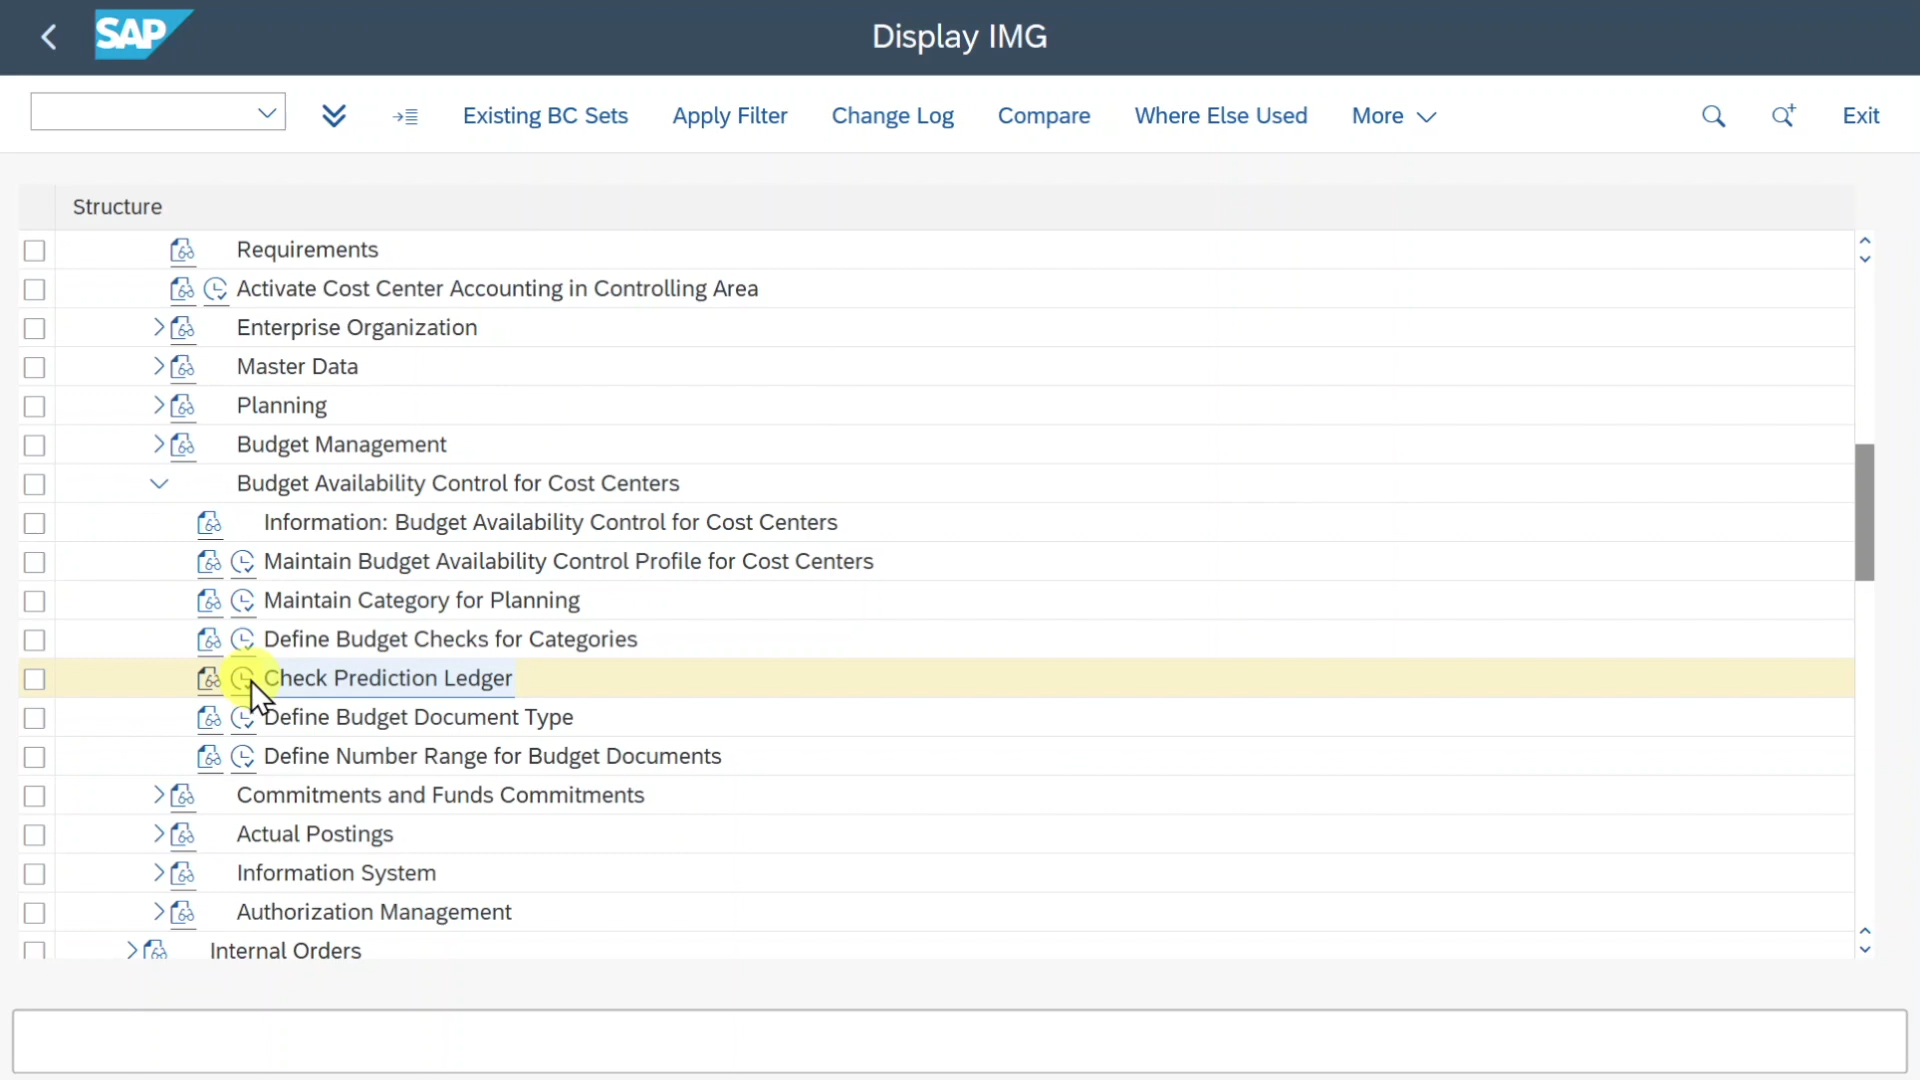 SAP
Display IMG
Existing BC Sets
Apply Filter
Change Log
Compare
Where Else Used
More
Exit
Structure
Requirements
Activate Cost Center Accounting in Controlling Area
Enterprise Organization
Master Data
Planning
Budget Management
Budget Availability Control for Cost Centers
Information: Budget Availability Control for Cost Centers
Maintain Budget Availability Control Profile for Cost Centers
Maintain Category for Planning
Define Budget Checks for Categories
Check Prediction Ledger
Define Budget Document Type
Define Number Range for Budget Documents
Commitments and Funds Commitments
Actual Postings
Information System
Authorization Management
Internal Orders